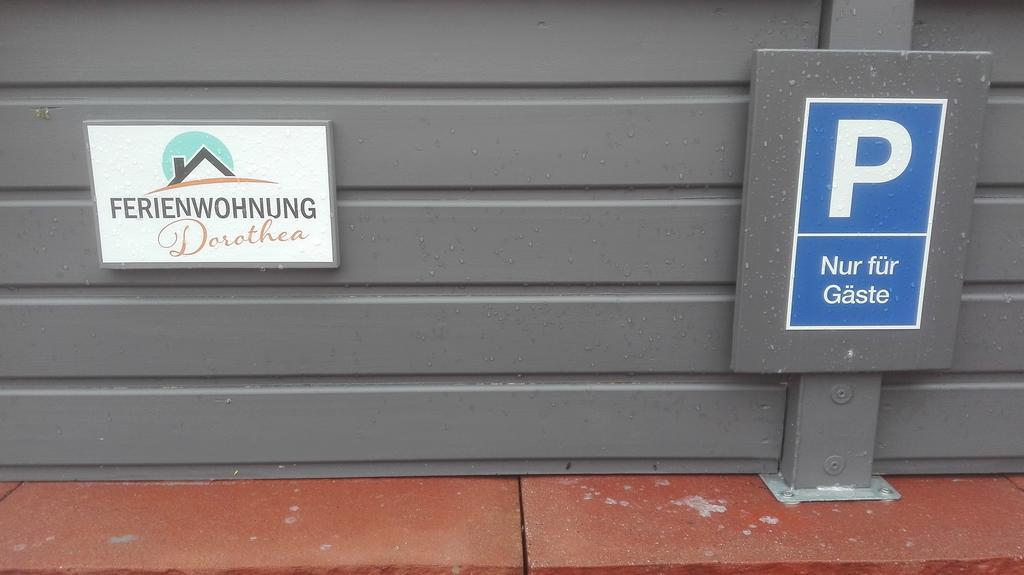 FERIENWOHNUNG
Dorothea
P
Nur für
Gäste